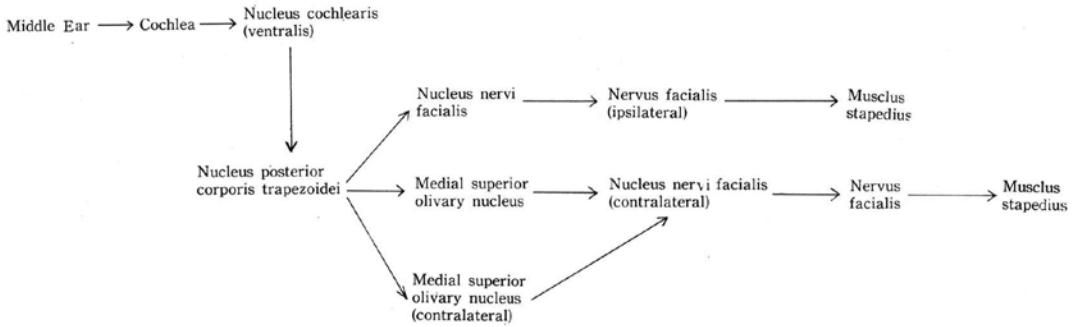 Middle Ear
Cochlea
Nucleus cochlearis
(ventralis)
Nucleus nervi
facialis
Nervus facialis
(ipsilateral)
Musclus
stapedius
Nucleus posterior
corporis trapezoidei
Medial superior
olivary nucleus
Nucleus nervi facialis
(contralateral)
Nervus
facialis
Musclus
stapedius
Medial superior
olivary nucleus
(contralateral)